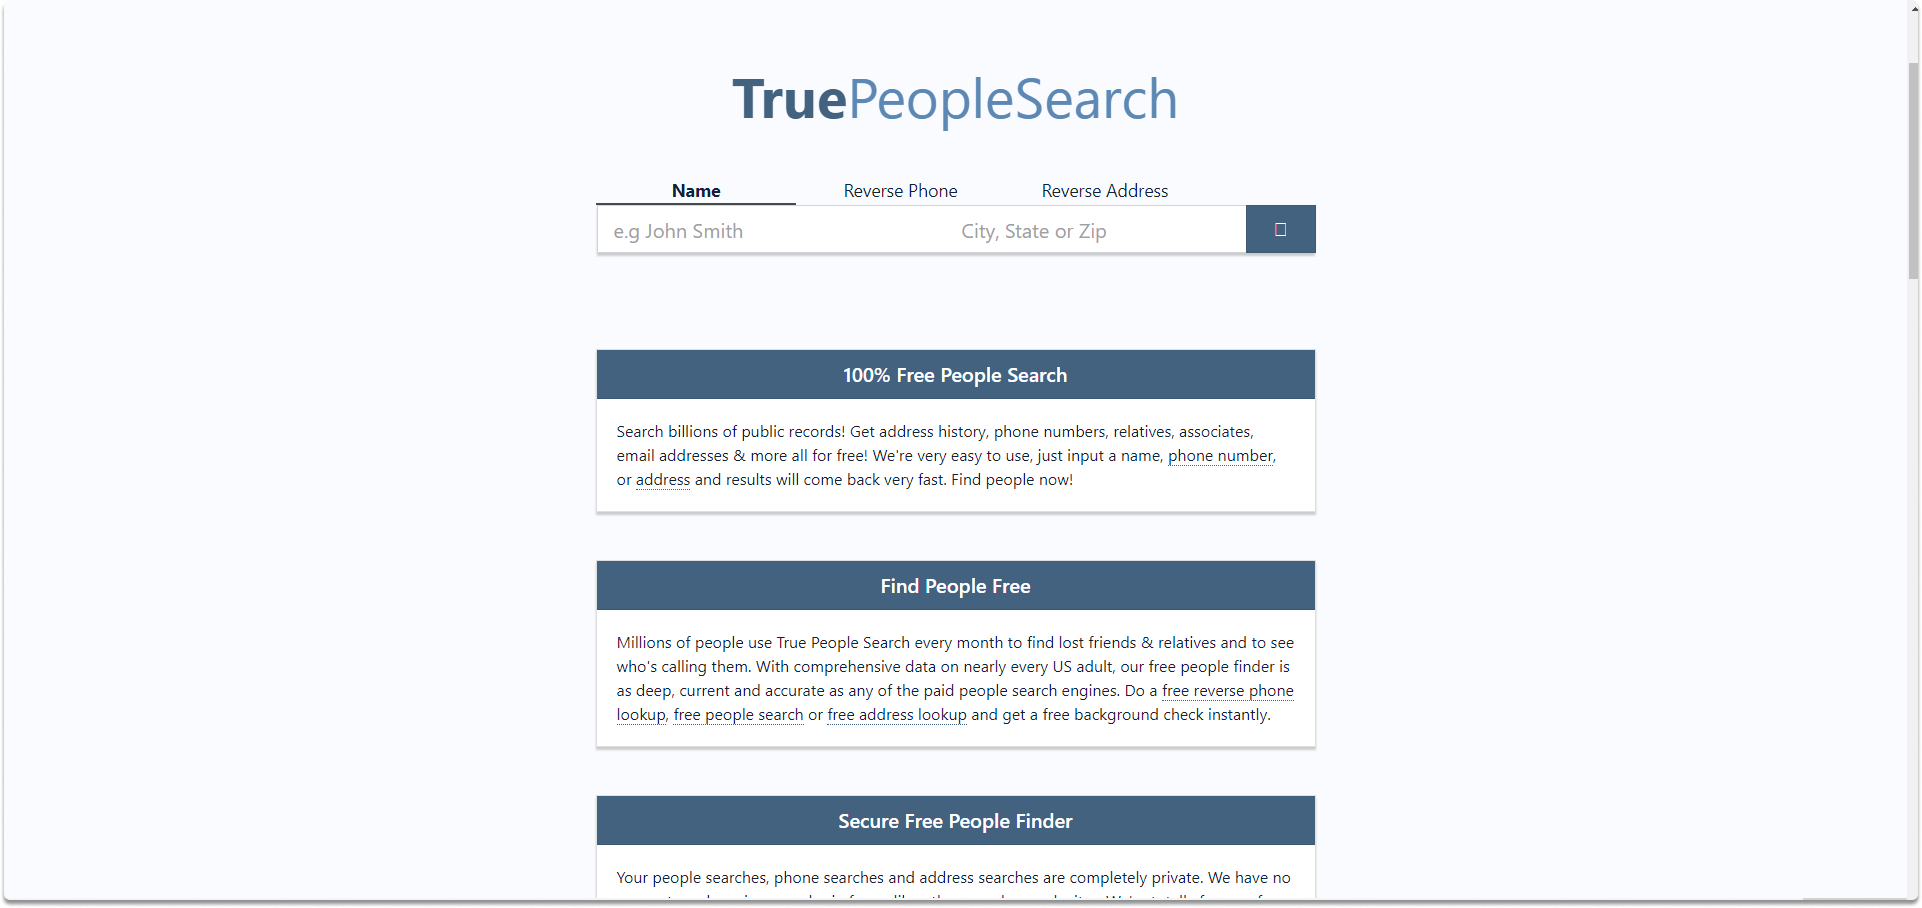 TruePeopleSearch
Name Reverse Phone Reverse Address
e.g John Smith City, State or Zip
100% Free People Search
Search billions of public records! Get address history, phone numbers, relatives, associates,
email addresses & more all for free! We're very easy to use, just input a name, phone number,
or address and results will come back very fast. Find people now!
Find People Free
Millions of people use True People Search every month to find lost friends & relatives and to see
who's calling them. With comprehensive data on nearly every US adult, our free people finder is
as deep, current and accurate as any of the paid people search engines. Do a free reverse phone
lookup, free people search or free address lookup and get a free background check instantly.
Secure Free People Finder
Your people searches, phone searches and address searches are completely private. We have no